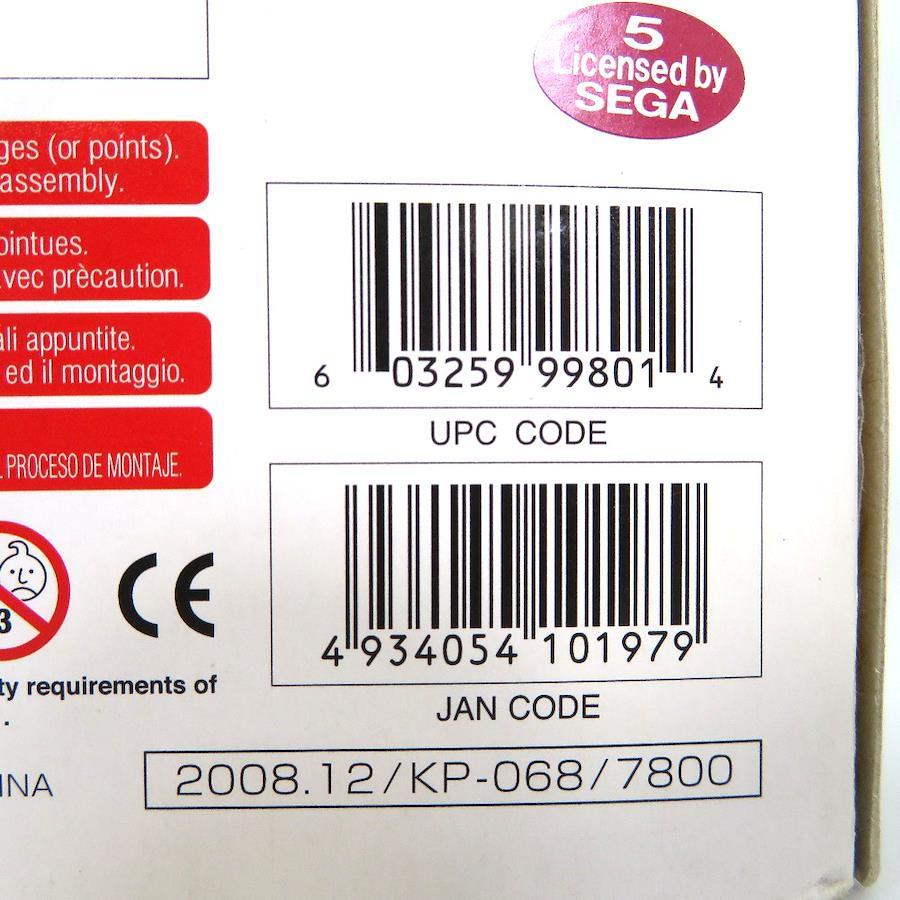 5
Licensed by
SEGA
ges (or points).
assembly.
ointues.
avec prècaution.
ali appuntite.
ed il montaggio.
PROCESO DE MONTAJE.
6 03259 99801 4
UPC CODE
4 934054 101979
JAN CODE
3
CE
ty requirements of
.
INA
2008.12/KP-068/7800